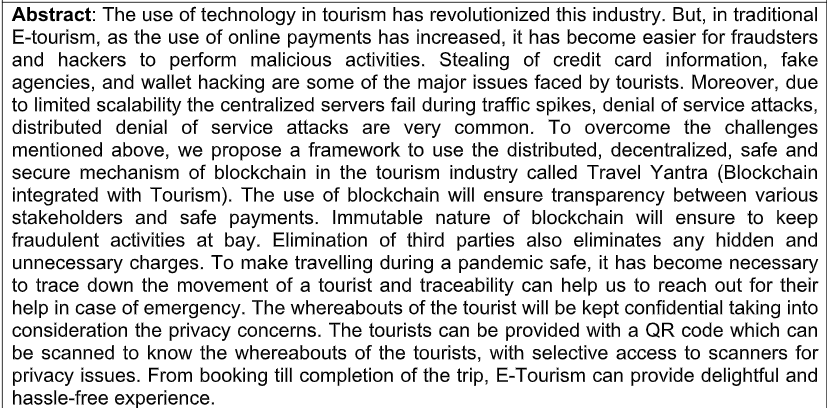 Abstract: The use of technology in tourism has revolutionized this industry. But, in traditional
E-tourism, as the use of online payments has increased, it has become easier for fraudsters
and hackers to perform malicious activities. Stealing of credit card information, fake
agencies, and wallet hacking are some of the major issues faced by tourists. Moreover, due
to limited scalability the centralized servers fail during traffic spikes, denial of service attacks,
distributed denial of service attacks are very common. To overcome the challenges
mentioned above, we propose a framework to use the distributed, decentralized, safe and
secure mechanism of blockchain in the tourism industry called Travel Yantra (Blockchain
integrated with Tourism). The use of blockchain will ensure transparency between various
stakeholders and safe payments. Immutable nature of blockchain will ensure to keep
fraudulent activities at bay. Elimination of third parties also eliminates any hidden and
unnecessary charges. To make travelling during a pandemic safe, it has become necessary
to trace down the movement of a tourist and traceability can help us to reach out for their
help in case of emergency. The whereabouts of the tourist will be kept confidential taking into
consideration the privacy concerns. The tourists can be provided with a QR code which can
be scanned to know the whereabouts of the tourists, with selective access to scanners for
privacy issues. From booking till completion of the trip, E-Tourism can provide delightful and
hassle-free experience.